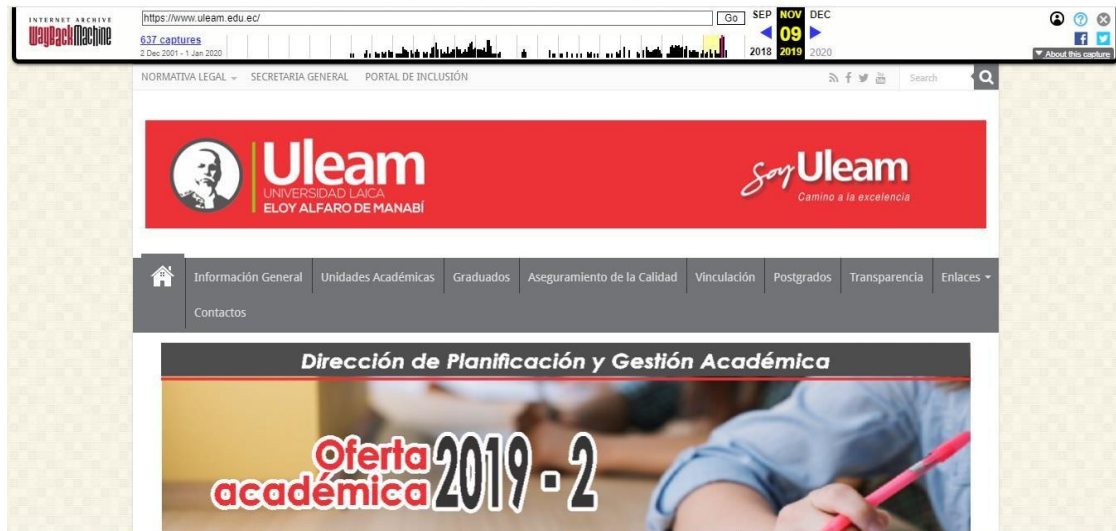 INTERNET ARCHIVE
WayBackMachine
https://www.uleam.edu.ec/
Go
SEP NOV DEC
09
2018 2019 2020
637 captures
2 Dec 2001 - 1 Jan 2020
About this capture
NORMATIVA LEGAL SECRETARIA GENERAL PORTAL DE INCLUSIÓN
Search
Uleam
UNIVERSIDAD LAICA
ELOY ALFARO DE MANABÍ
Soy Uleam
Camino a la excelencia
Información General Unidades Académicas Graduados Aseguramiento de la Calidad Vinculación Postgrados Transparencia Enlaces
Contactos
Dirección de Planificación y Gestión Académica
Oferta
académica 2019 - 2